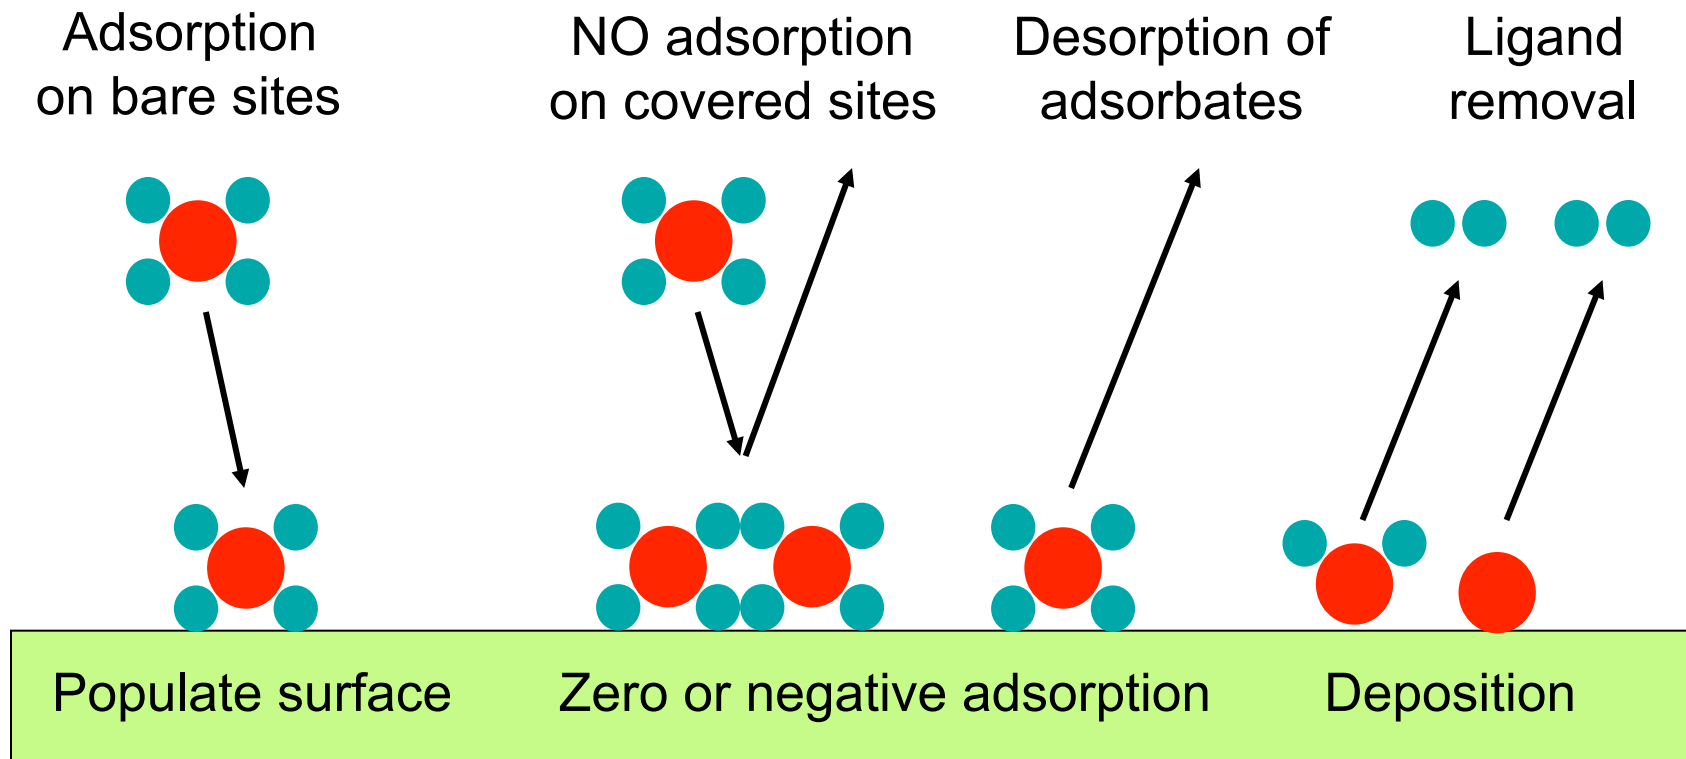 Adsorption
on bare sites
NO adsorption
on covered sites
Desorption of
adsorbates
Ligand
removal
Populate surface
Zero or negative adsorption
Deposition